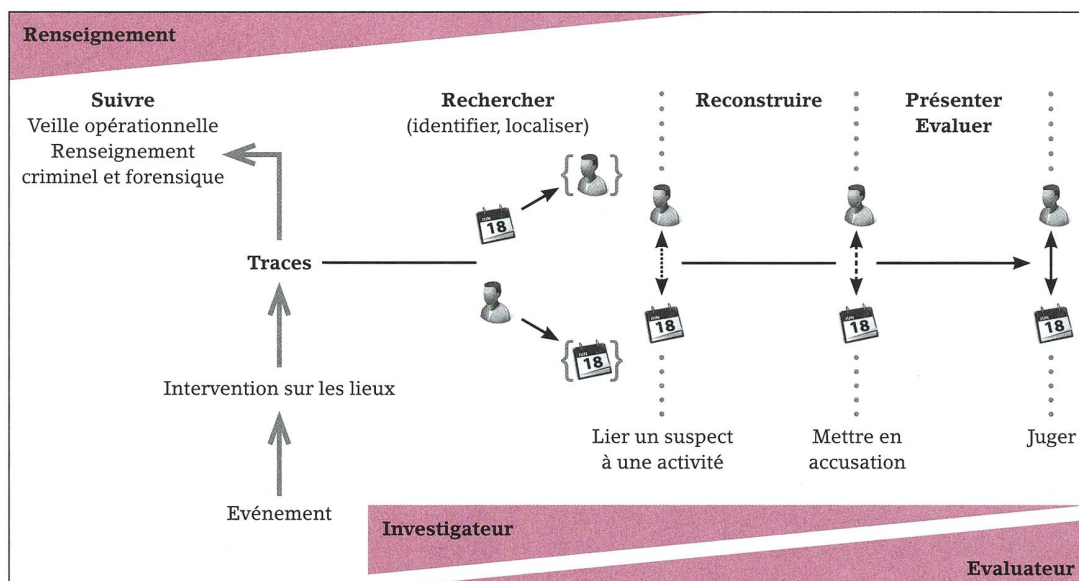 Renseignement
Suivre
Veille opérationnelle
Renseignement
criminel et forensique
Rechercher
(identifier, localiser)
Reconstruire
Présenter
Evaluer
JUN
18
JUN
18
JUN
18
JUN
18
JUN
18
Traces
Intervention sur les lieux
Evénement
Lier un suspect
à une activité
Mettre en
accusation
Juger
Investigateur
Evaluateur